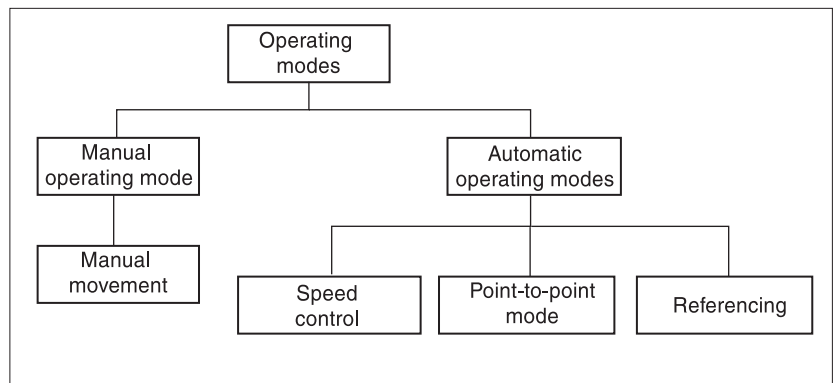 Operating
modes
Manual
operating mode
Automatic
operating modes
Manual
movement
Speed
control
Point-to-point
mode
Referencing